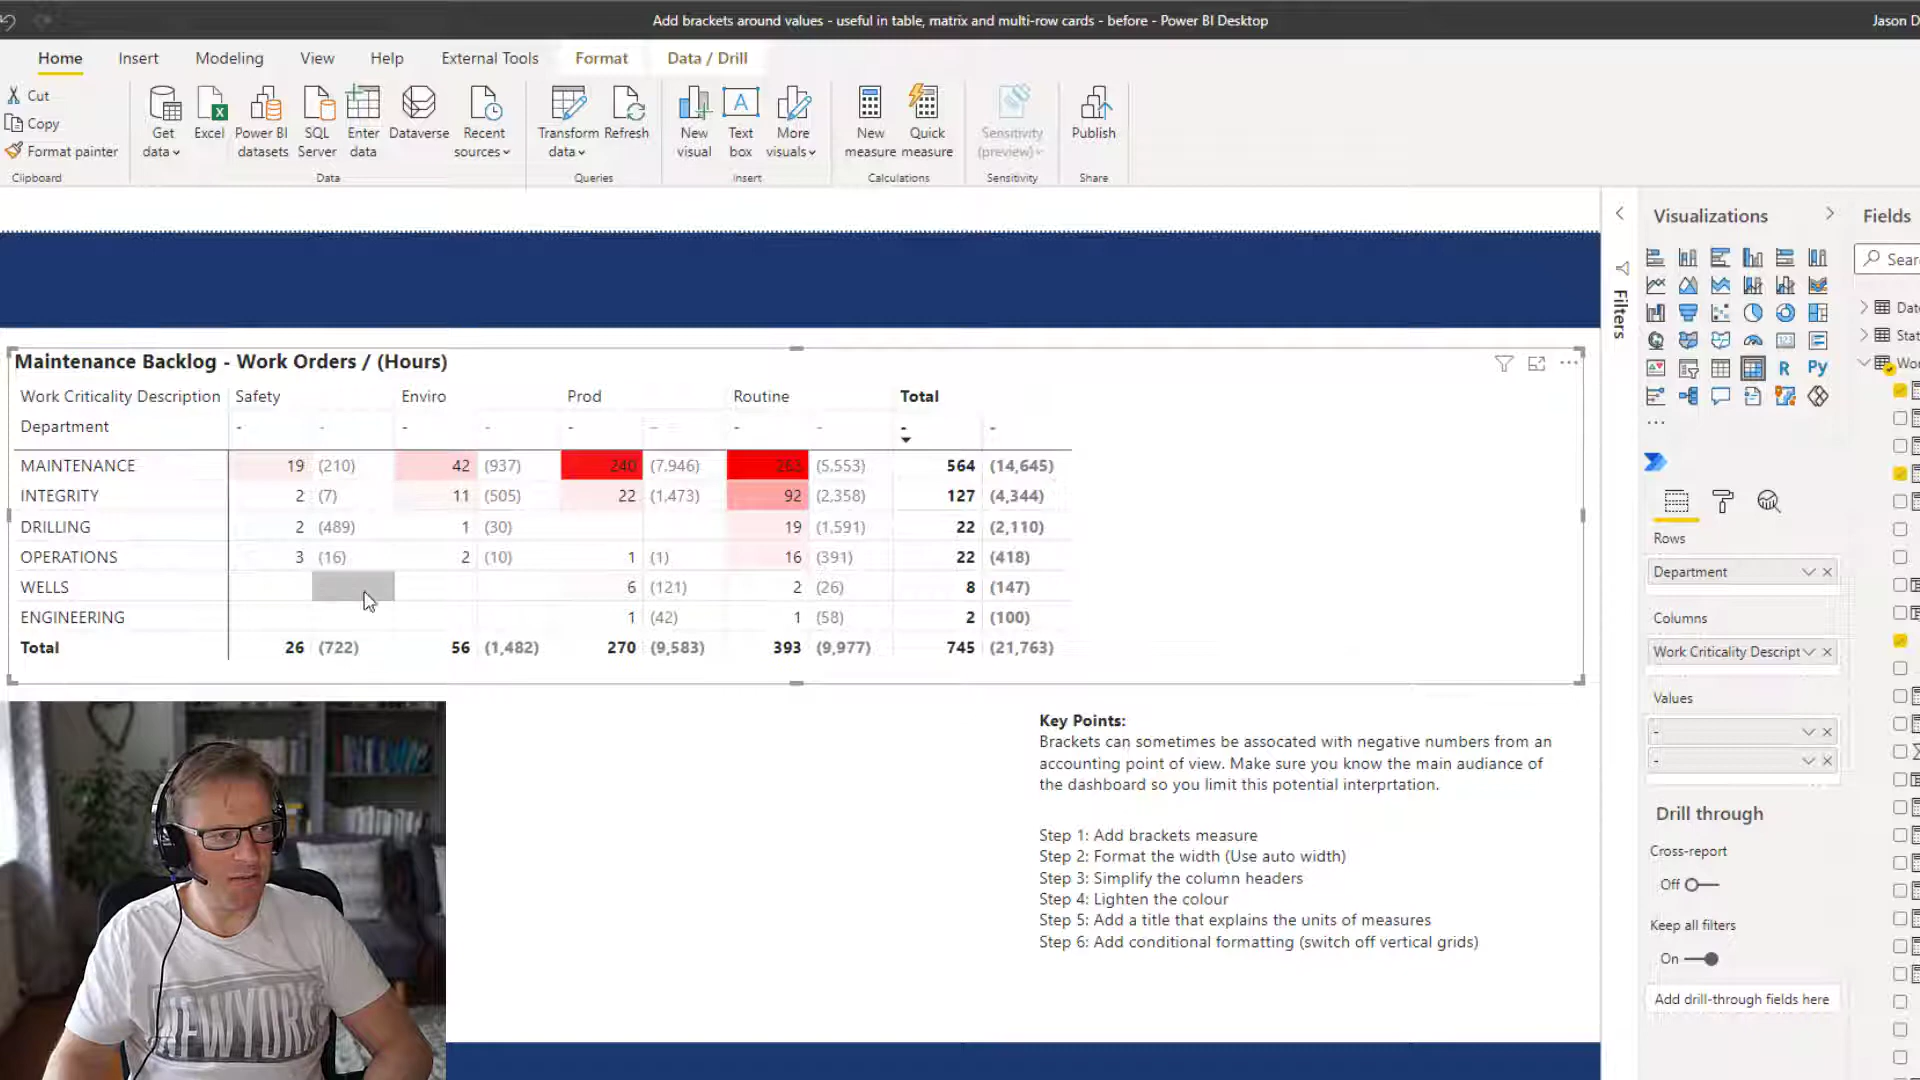 Add brackets around values - useful in table, matrix and multi-row cards - before - Power BI Desktop
Jason D
Home Insert Modeling View Help External Tools Format Data / Drill
Cut
Copy
Format painter
Clipboard
Get data
Excel
Power BI datasets
SQL Server
Enter data
Dataverse
Recent sources
Data
Transform data
Refresh
Queries
New visual
Text box
More visuals
Insert
New measure
Quick measure
Calculations
Sensitivity (preview)
Sensitivity
Publish
Share
Maintenance Backlog - Work Orders / (Hours)
Work Criticality Description Safety Enviro Prod Routine Total
Department - - - - - - - - - -
MAINTENANCE 19 (210) 42 (937) 240 (7,946) 263 (5,553) 564 (14,645)
INTEGRITY 2 (7) 11 (505) 22 (1,473) 92 (2,358) 127 (4,344)
DRILLING 2 (489) 1 (30) 19 (1,591) 22 (2,110)
OPERATIONS 3 (16) 2 (10) 1 (1) 16 (391) 22 (418)
WELLS 6 (121) 2 (26) 8 (147)
ENGINEERING 1 (42) 1 (58) 2 (100)
Total 26 (722) 56 (1,482) 270 (9,583) 393 (9,977) 745 (21,763)
Key Points:
Brackets can sometimes be assocated with negative numbers from an
accounting point of view. Make sure you know the main audiance of
the dashboard so you limit this potential interprtation.
Step 1: Add brackets measure
Step 2: Format the width (Use auto width)
Step 3: Simplify the column headers
Step 4: Lighten the colour
Step 5: Add a title that explains the units of measures
Step 6: Add conditional formatting (switch off vertical grids)
Filters
Visualizations
R Py
123
...
Rows
Department
Columns
Work Criticality Descript
Values
-
-
Drill through
Cross-report
Off
Keep all filters
On
Add drill-through fields here
Fields
Sear
Date
Stat
Wo